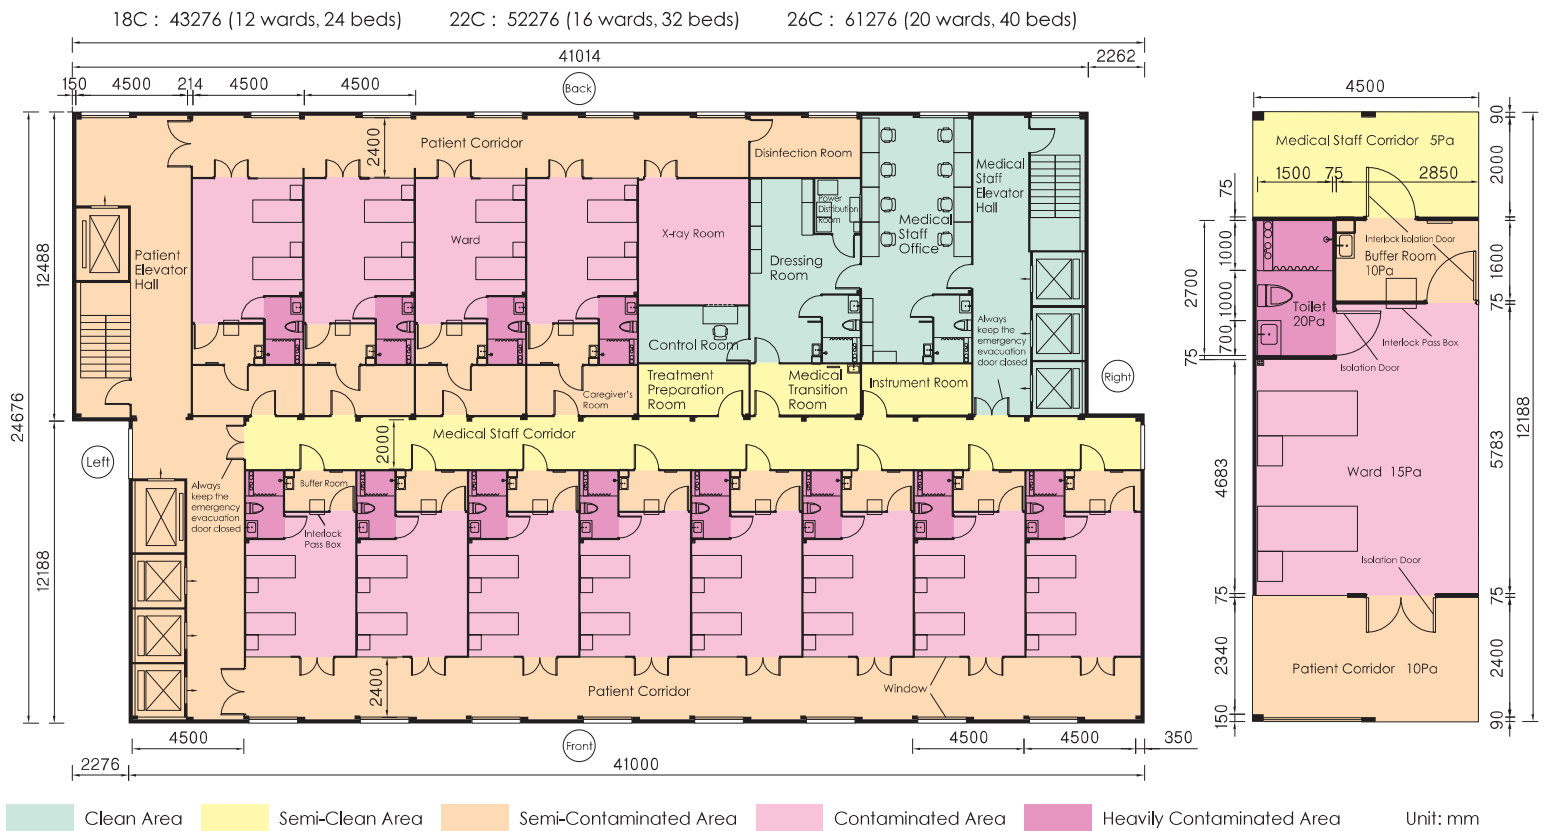 18C : 43276 (12 wards, 24 beds) 22C : 52276 (16 wards, 32 beds) 26C : 61276 (20 wards, 40 beds)
41014 2262
150 4500 214 4500 4500
Back
24676
12488
12188
2400
Patient Corridor
Disinfection Room
Medical
Staff
Elevator
Hall
Power
Distribution
Room
Medical
Staff
Office
Ward
X-ray Room
Dressing
Room
Patient
Elevator
Hall
Control Room
Always
keep the
emergency
evacuation
door closed
Caregiver's
Room
Treatment
Preparation
Room
Medical
Transition
Room
Instrument Room
Right
Left
2000
Medical Staff Corridor
Always
keep the
emergency
evacuation
door closed
Buffer Room
Interlock
Pass Box
2400
Patient Corridor
Window
4500
Front
4500 4500 350
2276 41000
4500
Medical Staff Corridor 5Pa
1500 75 2850
90
2000
75
1600
75
5783
75
2400
90
12188
75
1000
1000
700
2700
75
4683
75
2340
150
Interlock Isolation Door
Buffer Room
10Pa
Toilet
20Pa
Interlock Pass Box
Isolation Door
Ward 15Pa
Isolation Door
Patient Corridor 10Pa
Clean Area Semi-Clean Area Semi-Contaminated Area Contaminated Area Heavily Contaminated Area Unit: mm